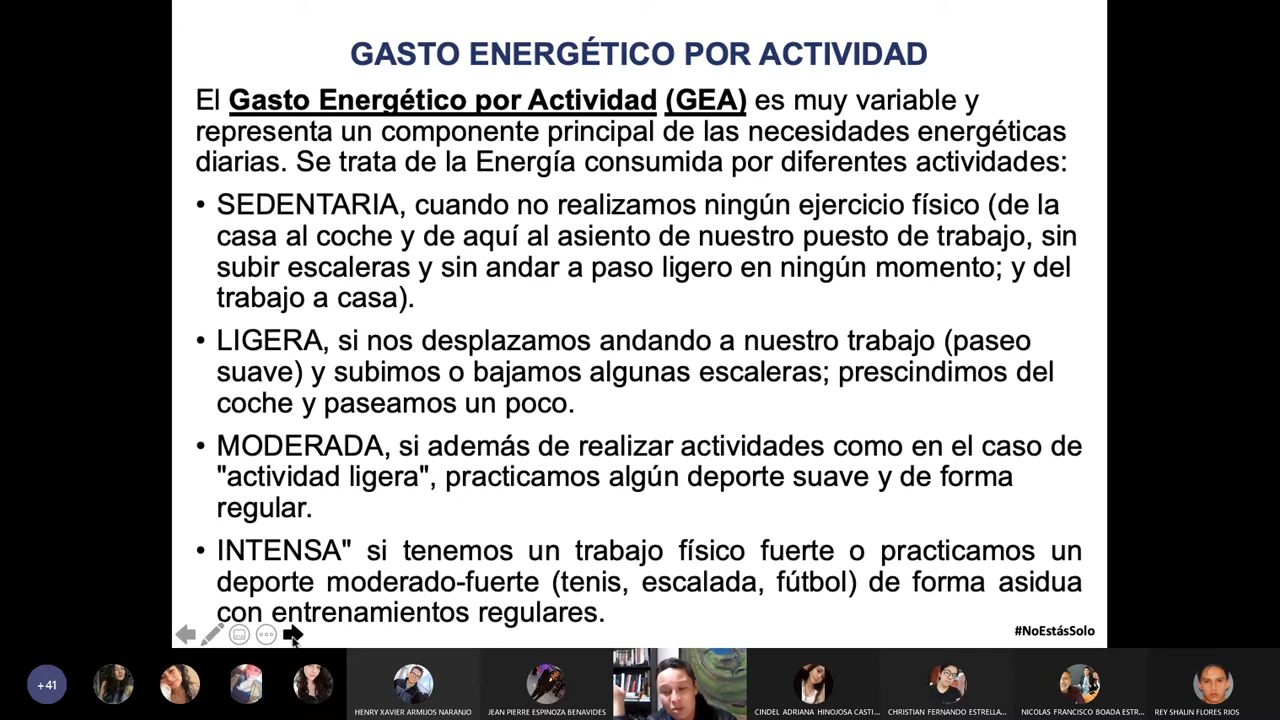 GASTO ENERGÉTICO POR ACTIVIDAD
El Gasto Energético por Actividad (GEA) es muy variable y
representa un componente principal de las necesidades energéticas
diarias. Se trata de la Energía consumida por diferentes actividades:
• SEDENTARIA, cuando no realizamos ningún ejercicio físico (de la
casa al coche y de aquí al asiento de nuestro puesto de trabajo, sin
subir escaleras y sin andar a paso ligero en ningún momento; y del
trabajo a casa).
• LIGERA, si nos desplazamos andando a nuestro trabajo (paseo
suave) y subimos o bajamos algunas escaleras; prescindimos del
coche y paseamos un poco.
• MODERADA, si además de realizar actividades como en el caso de
"actividad ligera", practicamos algún deporte suave y de forma
regular.
• INTENSA" si tenemos un trabajo físico fuerte o practicamos un
deporte moderado-fuerte (tenis, escalada, fútbol) de forma asidua
con entrenamientos regulares.
#NoEstásSolo
+41
HENRY XAVIER ARMIJOS NARANJO
JEAN PIERRE ESPINOZA BENAVIDES
CINDEL ADRIANA HINOJOSA CASTI...
CHRISTIAN FERNANDO ESTRELLA...
NICOLAS FRANCISCO BOADA ESTR...
REY SHALIN FLORES RIOS